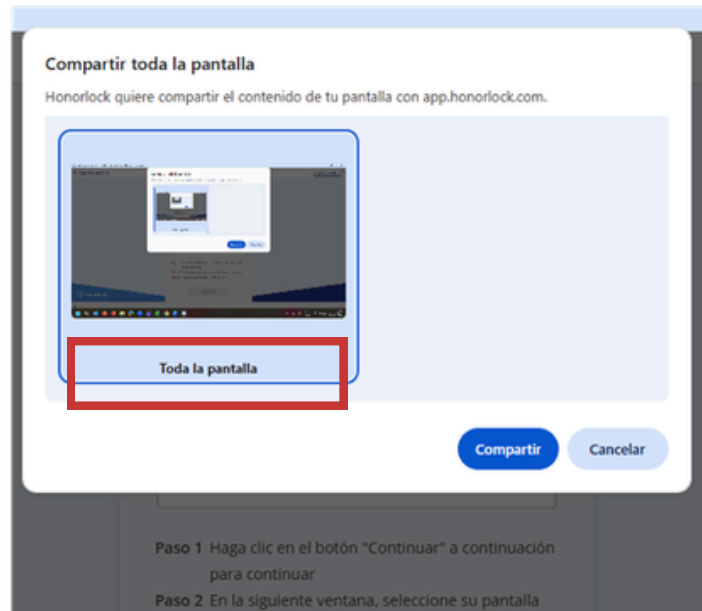 Compartir toda la pantalla
Honorlock quiere compartir el contenido de tu pantalla con app.honorlock.com.
Toda la pantalla
Compartir
Cancelar
Paso 1 Haga clic en el botón "Continuar" a continuación
para continuar
Paso 2 En la siguiente ventana, seleccione su pantalla